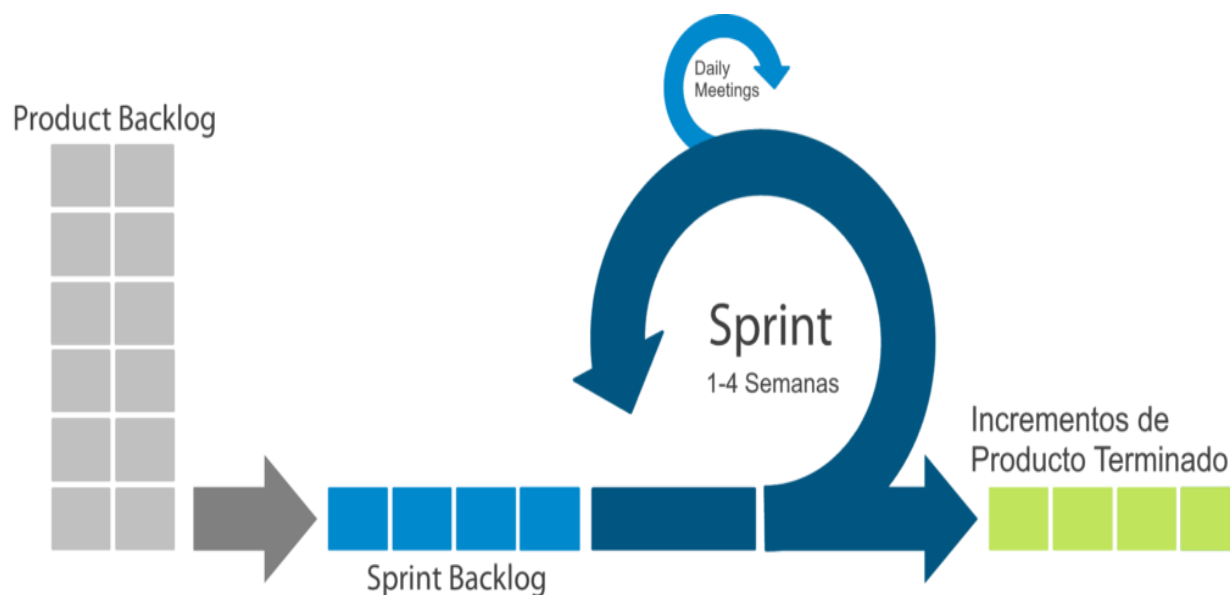 Daily
Meetings
Product Backlog
Sprint
1-4 Semanas
Incrementos de
Producto Terminado
Sprint Backlog